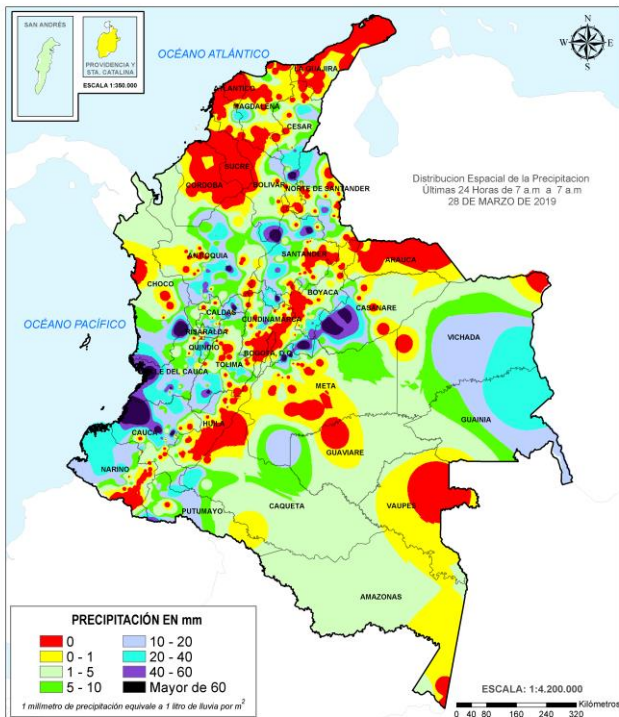 SAN ANDRÉS
PROVIDENCIA Y
STA. CATALINA
ESCALA 1:350.000
N
W
E
S
OCÉANO ATLÁNTICO
LA GUAJIRA
ATLANTICO
MAGDALENA
CESAR
SUCRE
CORDOBA
BOLIVAR
NORTE DE SANTANDER
Distribucion Espacial de la Precipitacion
Últimas 24 Horas de 7 a m a 7 a.m
28 DE MARZO DE 2019
ANTIOQUIA
SANTANDER
ARAUCA
CHOCO
BOYACA
CASANARE
CALDAS
CUNDINAMARCA
OCÉANO PACÍFICO
RISARALDA
VICHADA
QUINDIO
BOGOTA, D.C.
TOLIMA
VALLE DEL CAUCA
META
GUAINIA
HUILA
CAUCA
GUAVIARE
NARIÑO
CAQUETA
VAUPES
PUTUMAYO
AMAZONAS
PRECIPITACIÓN EN mm
0
0 - 1
1 - 5
5 - 10
10 - 20
20 - 40
40 - 60
Mayor de 60
1 milímetro de precipitación equivale a 1 litro de lluvia por m2
ESCALA: 1:4.200.000
Kilómetros
0 40 80 160 240 320